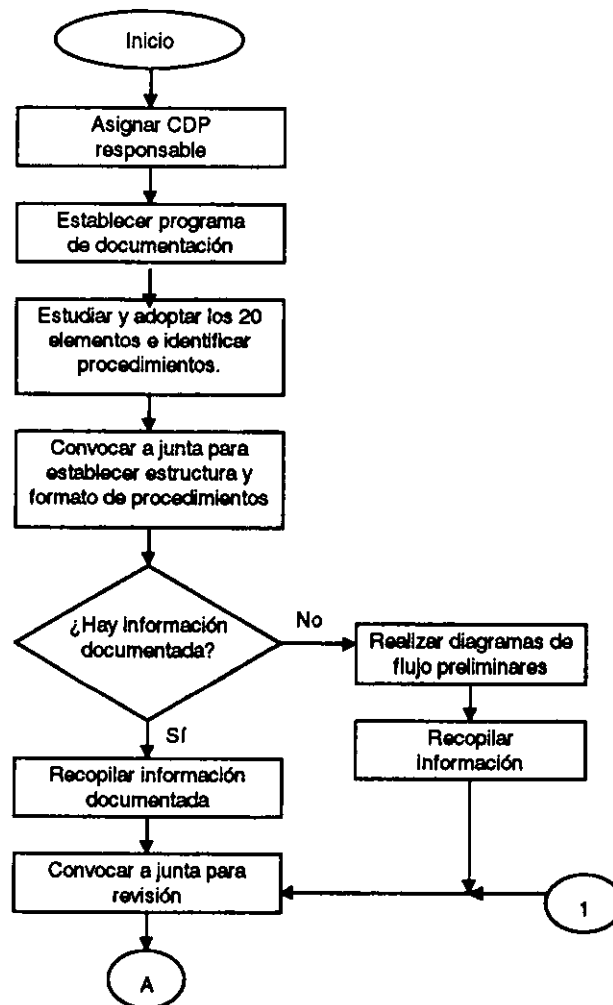 Inicio
Asignar CDP
responsable
Establecer programa
de documentación
Estudiar y adoptar los 20
elementos e identificar
procedimientos.
Convocar a junta para
establecer estructura y
formato de procedimientos
¿Hay Información
documentada?
No
Realizar diagramas de
flujo preliminares
Recopilar
Información
Sí
Recopilar información
documentada
Convocar a junta para
revisión
1
A